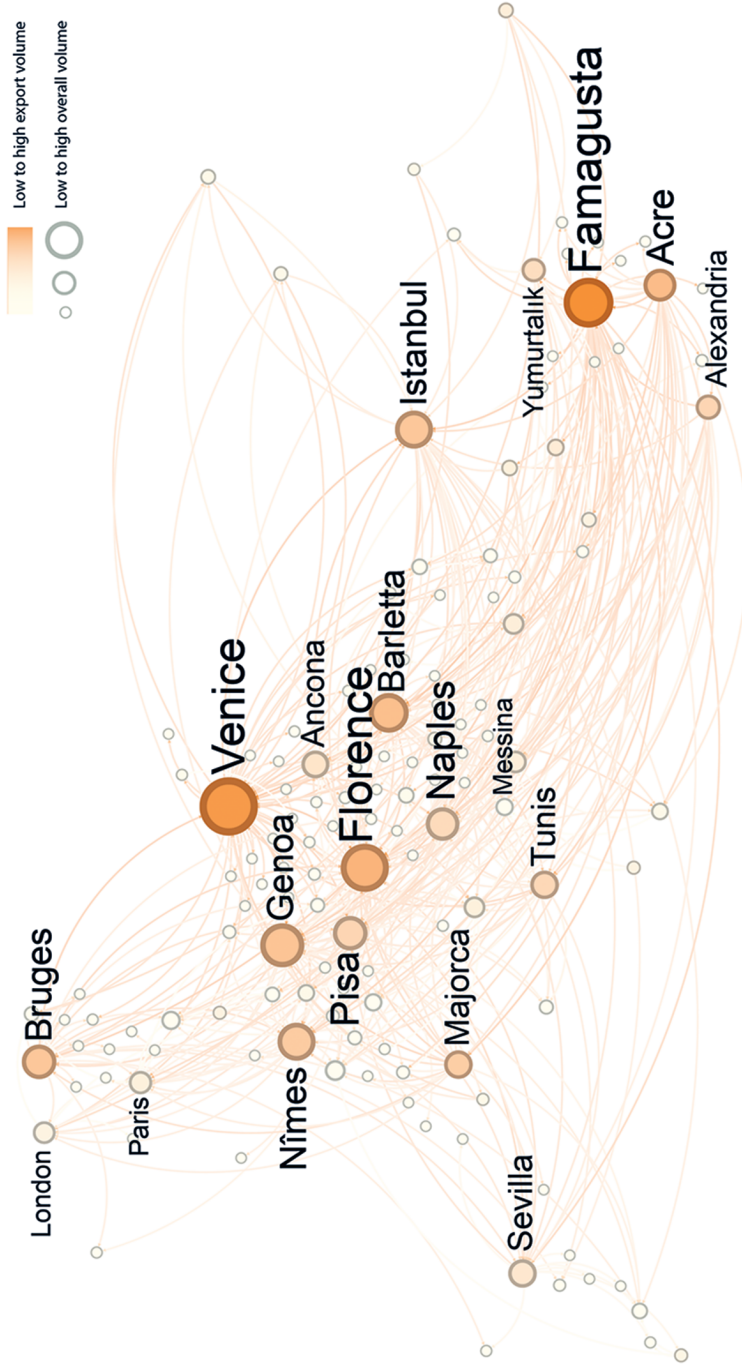 Low to high export volume
Low to high overall volume
London
Bruges
Paris
Nîmes
Genoa
Pisa
Venice
Florence
Ancona
Barletta
Majorca
Naples
Istanbul
Sevilla
Messina
Tunis
Yumurtalık
Famagusta
Acre
Alexandria